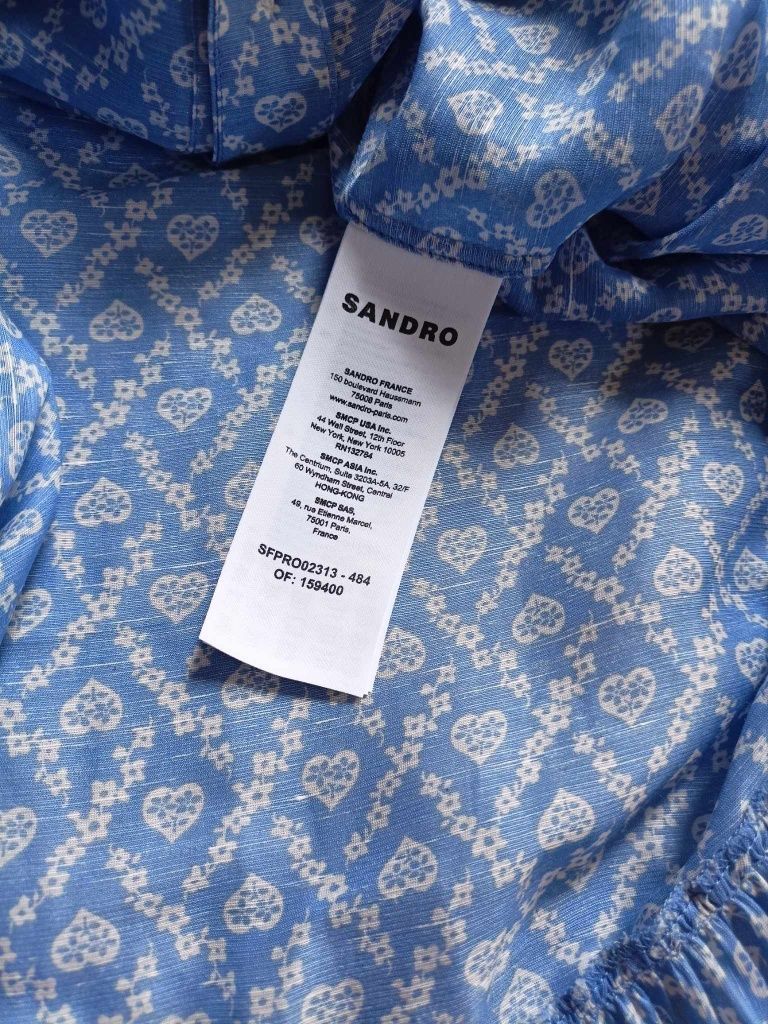 SANDRO
SANDRO FRANCE
150 boulevard Haussmann
75008 Paris
www.sandro-paris.com
SMCP USA Inc.
44 Wall Street, 12th Floor
New York, New York 10005
RN132784
SMCP ASIA Inc.
The Centrium, Suite 3203A-5A, 32/F
60 Wyndham Street, Central
HONG-KONG
SMCP SAS,
49, rue Etienne Marcel,
75001 Paris,
France
SFPRO02313 - 484
OF: 159400